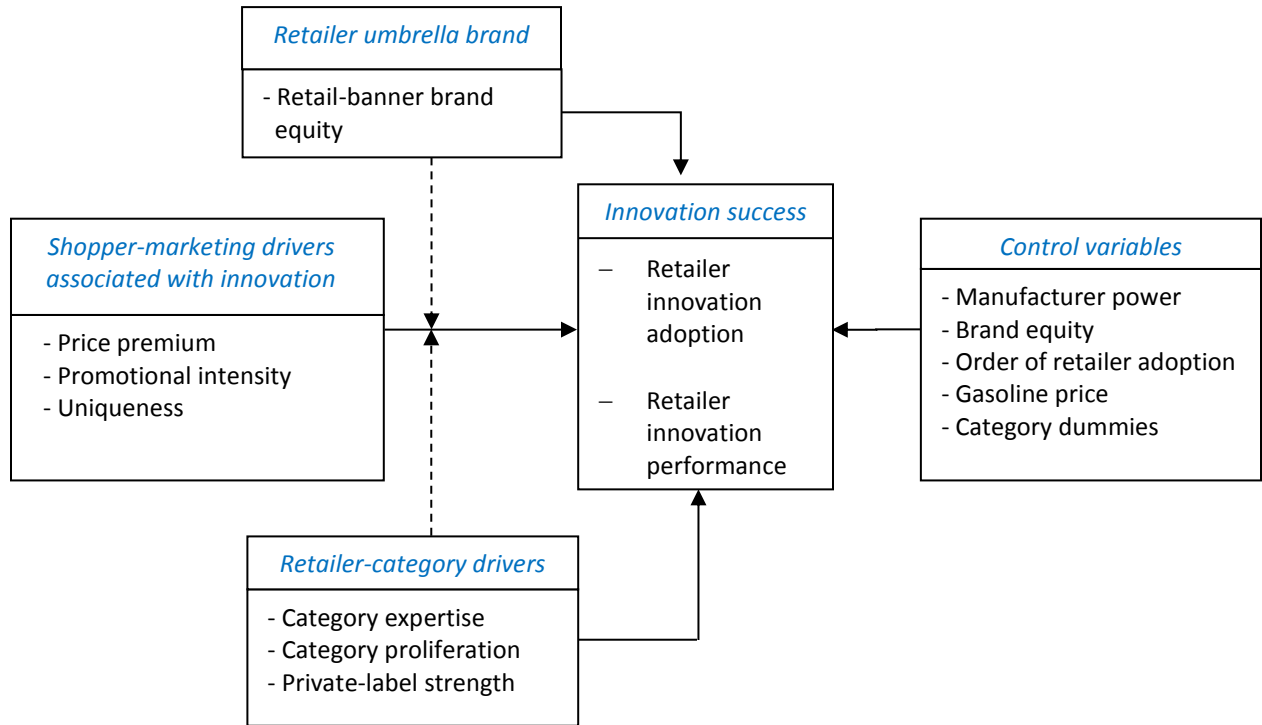 Retailer umbrella brand
- Retail-banner brand
equity
Shopper-marketing drivers
associated with innovation
- Price premium
- Promotional intensity
- Uniqueness
Innovation success
– Retailer
innovation
adoption
– Retailer
innovation
performance
Control variables
- Manufacturer power
- Brand equity
- Order of retailer adoption
- Gasoline price
- Category dummies
Retailer-category drivers
- Category expertise
- Category proliferation
- Private-label strength